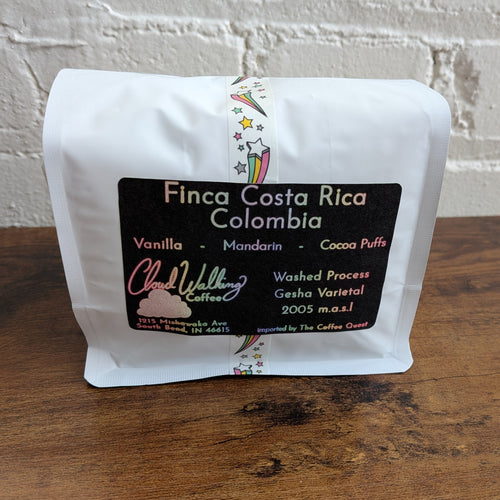 Finca Costa Rica
Colombia
Vanilla - Mandarin - Cocoa Puffs
Cloud Walking
Coffee
Washed Process
Gesha Varietal
2005 m.a.s.l
1215 Mishawaka Ave
South Bend, IN 46615
imported by The Coffee Quest